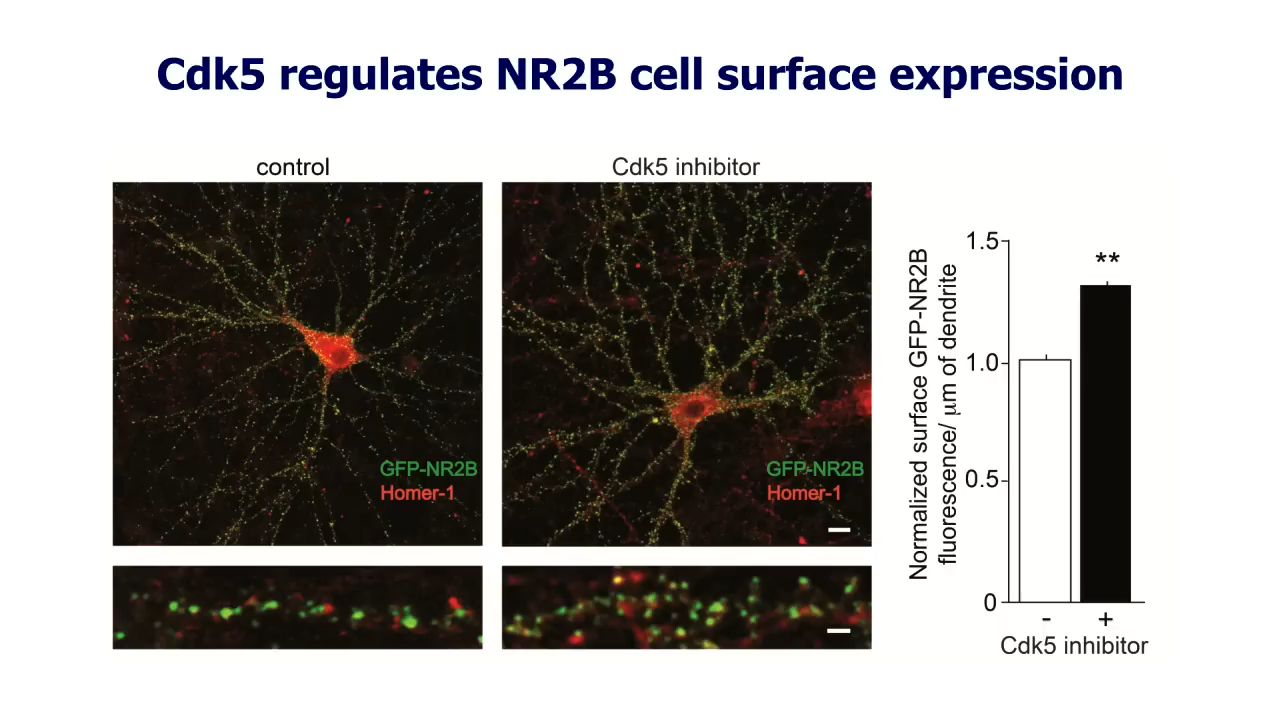 Cdk5 regulates NR2B cell surface expression
control
Cdk5 inhibitor
GFP-NR2B
Homer-1
GFP-NR2B
Homer-1
Normalized surface GFP-NR2B
fluorescence/ μm of dendrite
1.5
1.0
0.5
0
**
- +
Cdk5 inhibitor